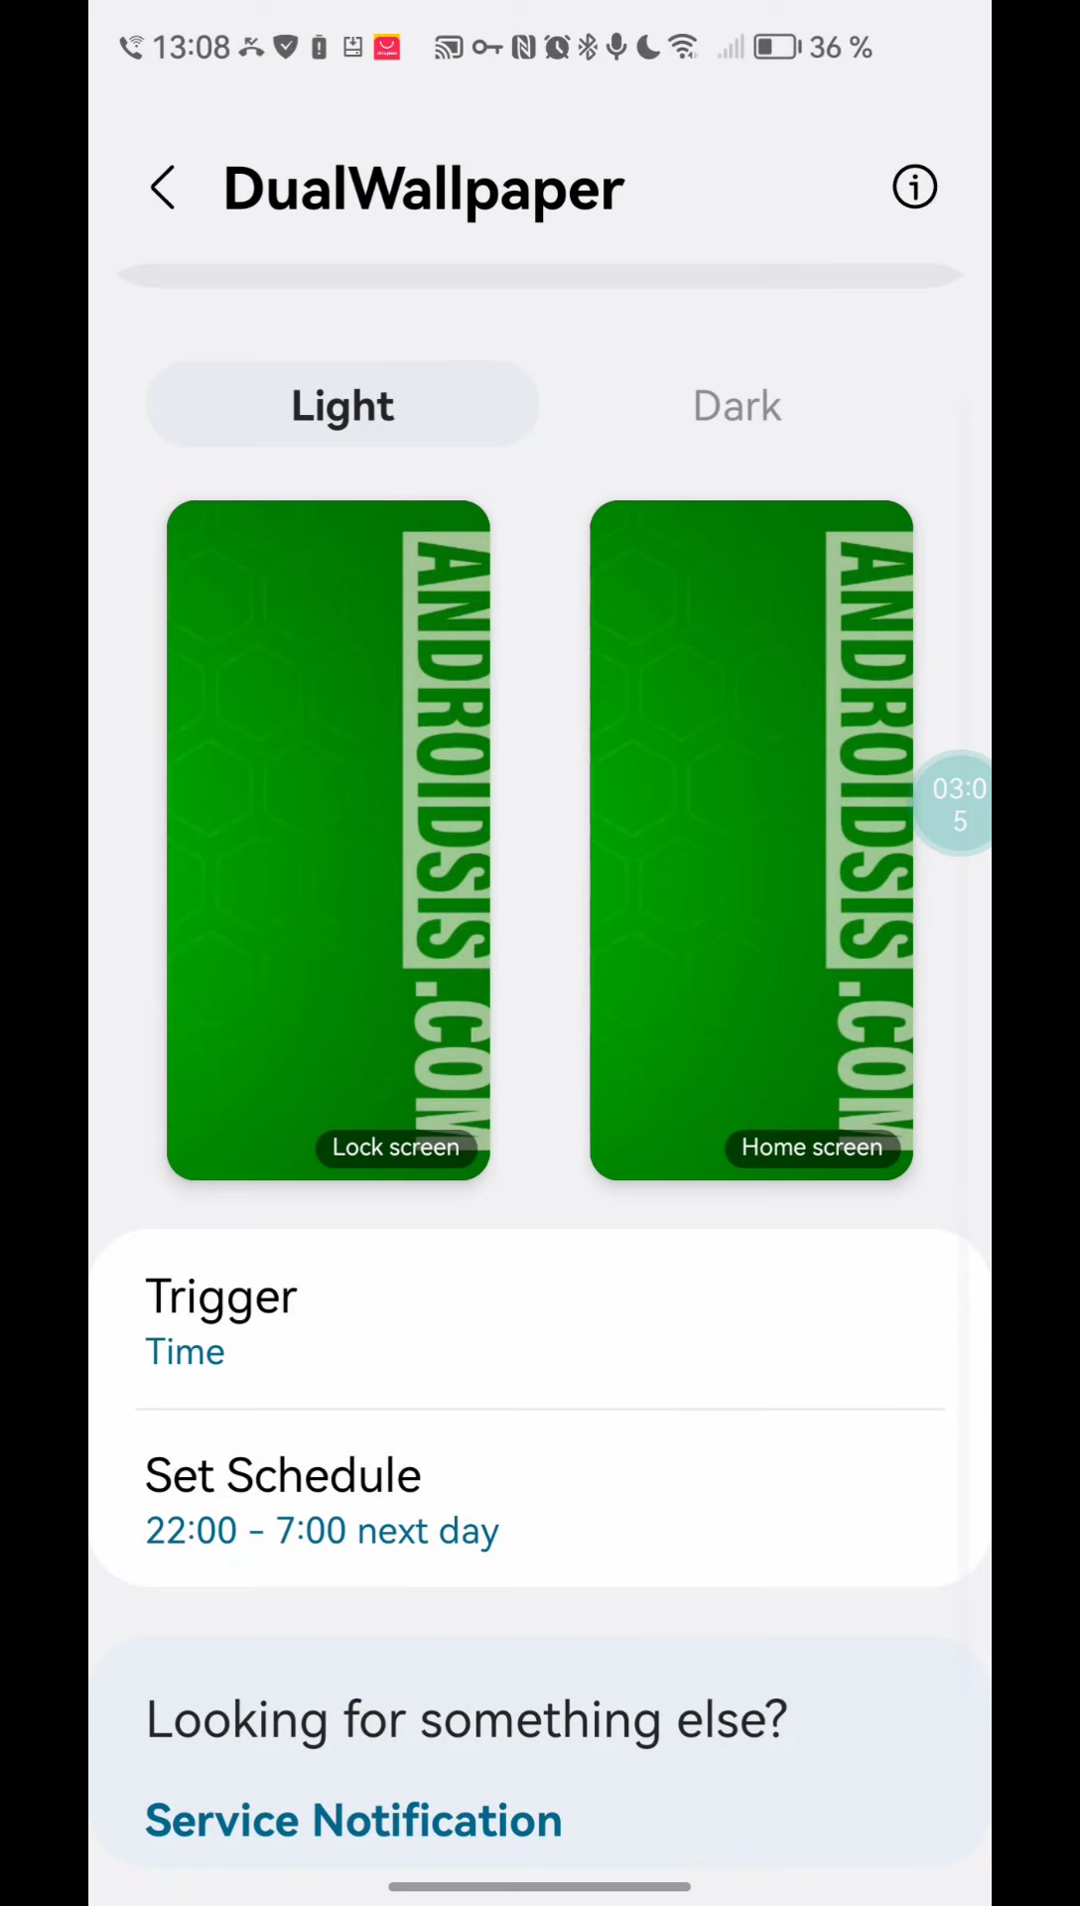 13:08 36 %
DualWallpaper
Light Dark
ANDROIDSIS.COM ANDROIDSIS.COM
03:0
5
Lock screen Home screen
Trigger
Time
Set Schedule
22:00 - 7:00 next day
Looking for something else?
Service Notification